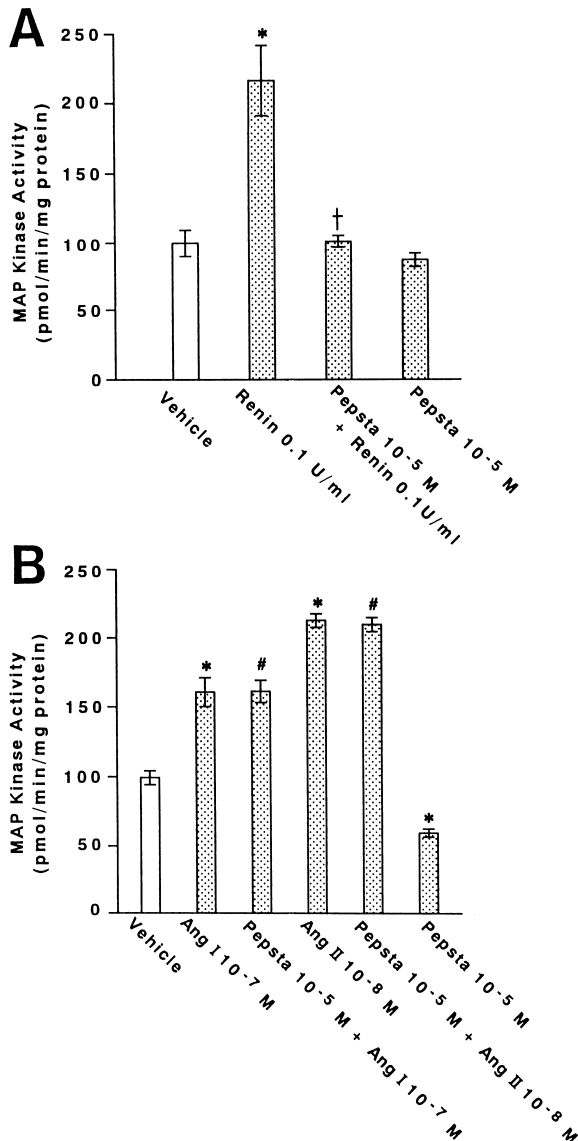 A
MAP Kinase Activity
(pmol/min/mg protein)
250
200
150
100
50
0
*
†
Vehicle
Renin 0.1 U/ml
Pepsta 10-5 M
+ Renin 0.1U/ml
Pepsta 10-5 M
B
MAP Kinase Activity
(pmol/min/mg protein)
250
200
150
100
50
0
*
#
*
#
*
Vehicle
Ang I 10-7 M
Pepsta 10-5 M + Ang I 10-7 M
Ang II 10-8 M
Pepsta 10-5 M + Ang II 10-8 M
Pepsta 10-5 M